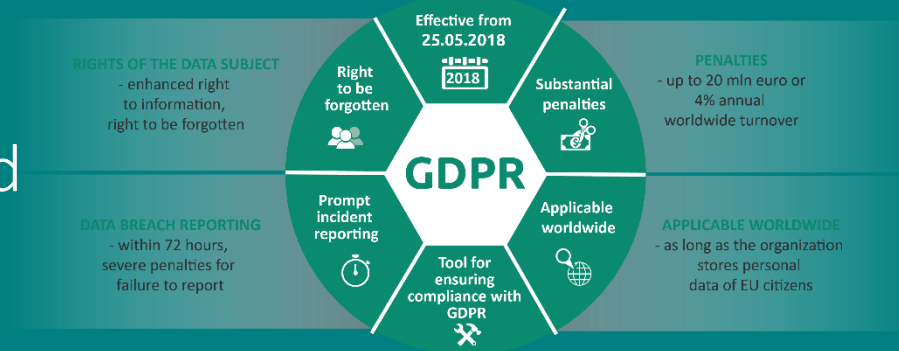 RIGHTS OF THE DATA SUBJECT
- enhanced right
to information,
right to be forgotten
d
DATA BREACH REPORTING
- within 72 hours,
severe penalties for
failure to report
Effective from
25.05.2018
2018
Right
to be
forgotten
Substantial
penalties
€
GDPR
Prompt
incident
reporting
Applicable
worldwide
Tool for
ensuring
compliance with
GDPR
PENALTIES
- up to 20 mln euro or
4% annual
worldwide turnover
APPLICABLE WORLDWIDE
- as long as the organization
stores personal
data of EU citizens